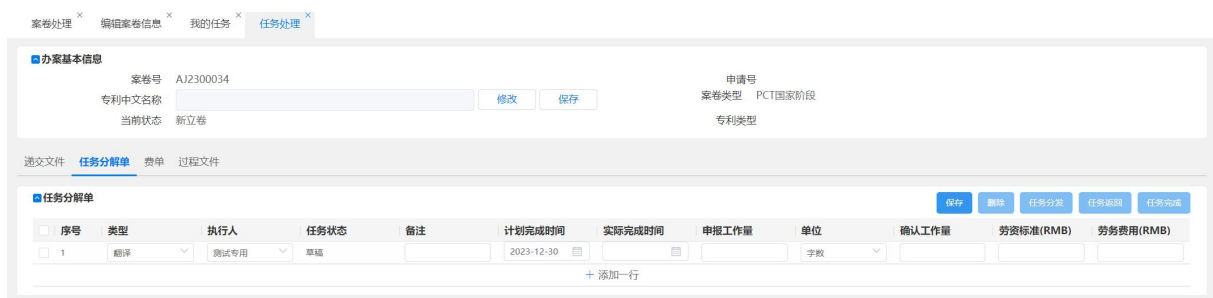 案卷处理 × 编辑案卷信息 × 我的任务 × 任务处理 ×
办案基本信息
案卷号 AJ2300034 申请号
专利中文名称 修改 保存 案卷类型 PCT国家阶段
当前状态 新立卷 专利类型
递交文件 任务分解单 费单 过程文件
任务分解单 保存 删除 任务分发 任务返回 任务完成
序号 类型 执行人 任务状态 备注 计划完成时间 实际完成时间 申报工作量 单位 确认工作量 劳资标准(RMB) 劳务费用(RMB)
1 翻译 测试专用 草稿 2023-12-30 字数
+ 添加一行